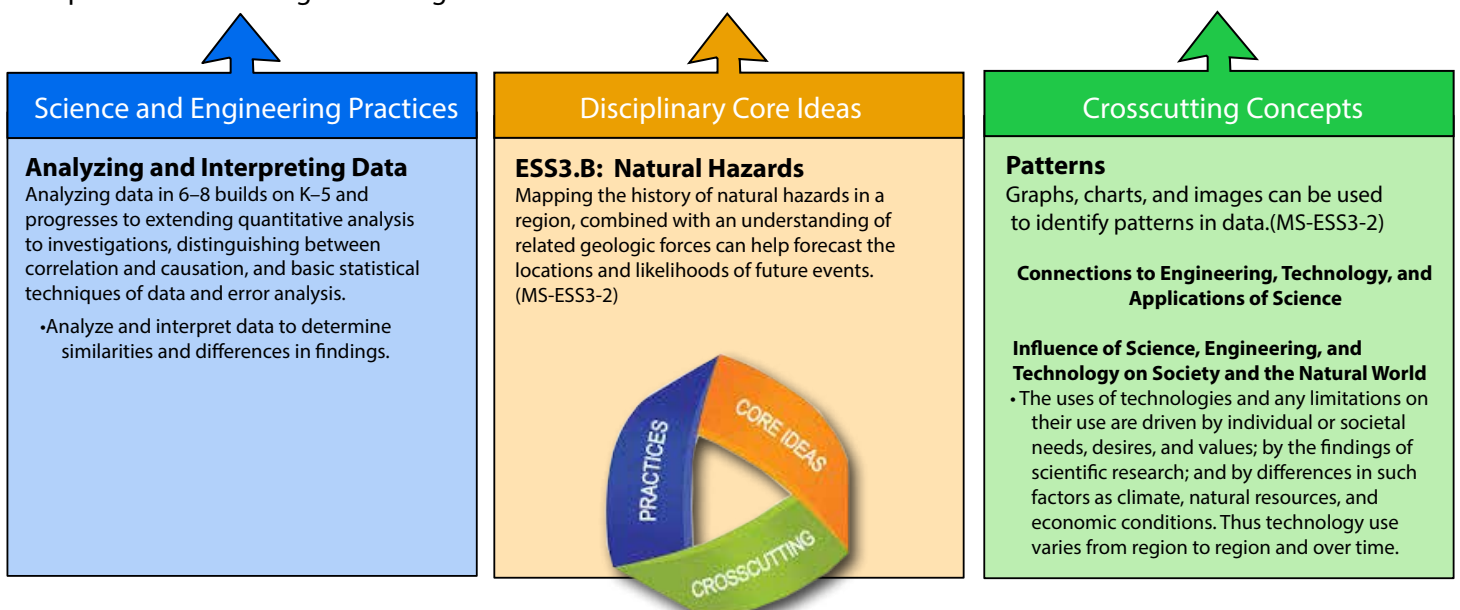 Science and Engineering Practices
Analyzing and Interpreting Data
Analyzing data in 6–8 builds on K–5 and
progresses to extending quantitative analysis
to investigations, distinguishing between
correlation and causation, and basic statistical
techniques of data and error analysis.
•Analyze and interpret data to determine
similarities and differences in findings.
Disciplinary Core Ideas
ESS3.B: Natural Hazards
Mapping the history of natural hazards in a
region, combined with an understanding of
related geologic forces can help forecast the
locations and likelihoods of future events.
(MS-ESS3-2)
PRACTICES
CORE IDEAS
CROSSCUTTING
Crosscutting Concepts
Patterns
Graphs, charts, and images can be used
to identify patterns in data.(MS-ESS3-2)
Connections to Engineering, Technology, and
Applications of Science
Influence of Science, Engineering, and
Technology on Society and the Natural World
• The uses of technologies and any limitations on
their use are driven by individual or societal
needs, desires, and values; by the findings of
scientific research; and by differences in such
factors as climate, natural resources, and
economic conditions. Thus technology use
varies from region to region and over time.